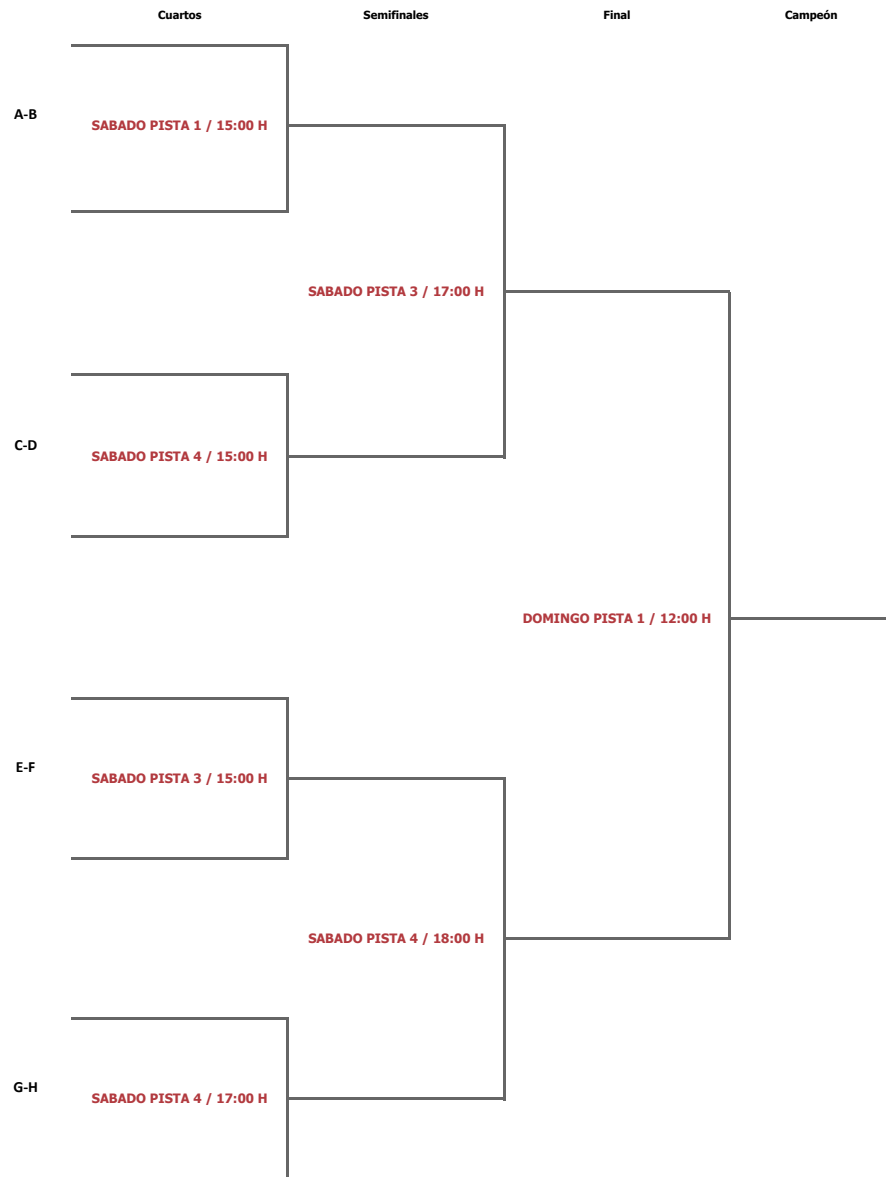 Cuartos Semifinales Final Campeón
A-B
SABADO PISTA 1 / 15:00 H
SABADO PISTA 3 / 17:00 H
C-D
SABADO PISTA 4 / 15:00 H
DOMINGO PISTA 1 / 12:00 H
E-F
SABADO PISTA 3 / 15:00 H
SABADO PISTA 4 / 18:00 H
G-H
SABADO PISTA 4 / 17:00 H